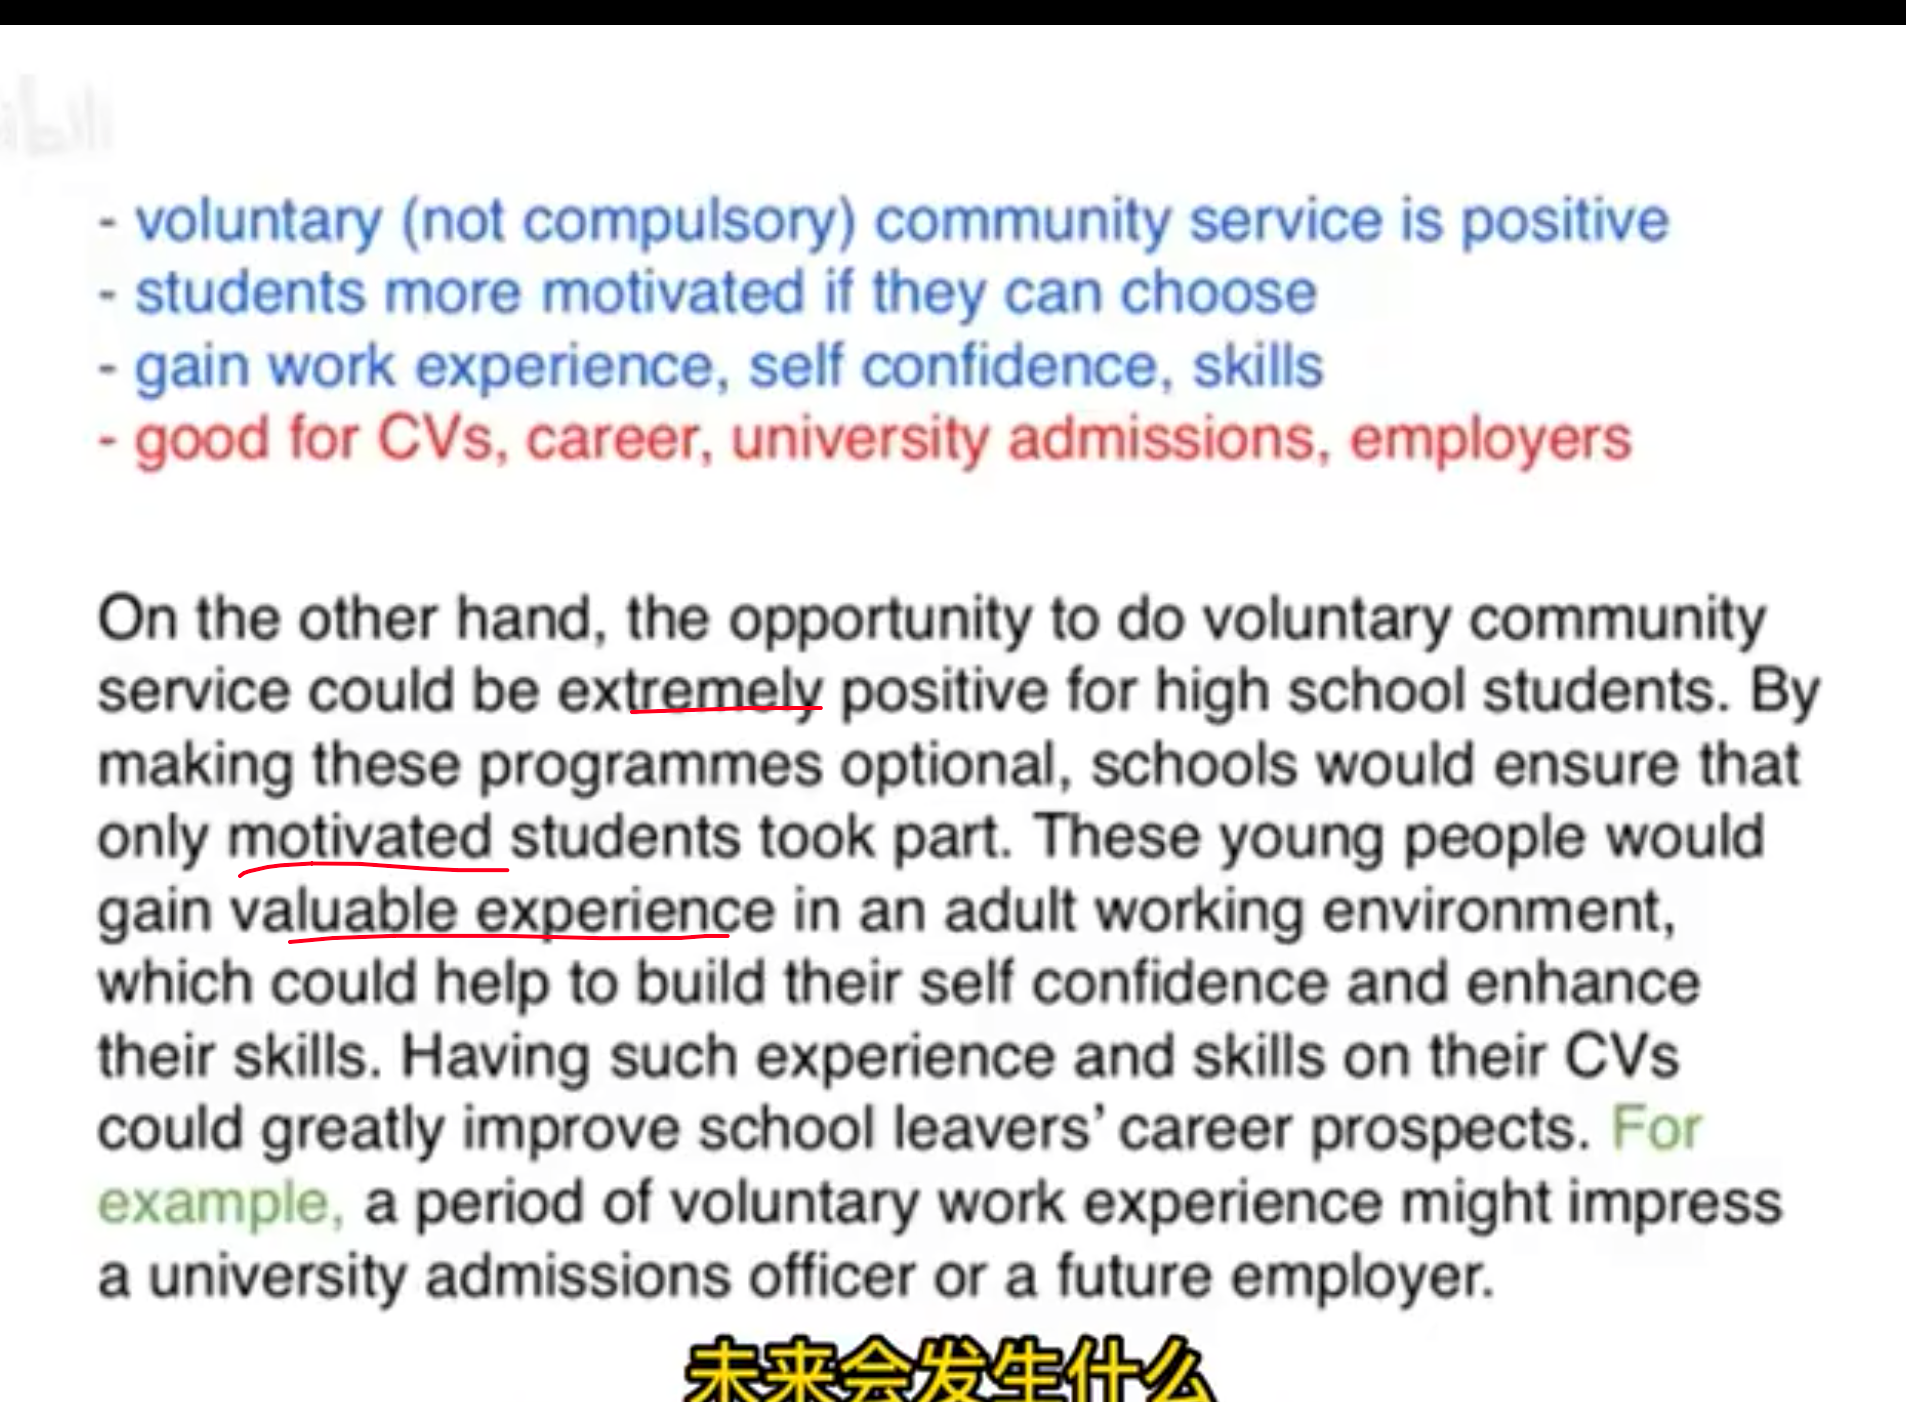 - voluntary (not compulsory) community service is positive
- students more motivated if they can choose
- gain work experience, self confidence, skills
- good for CVs, career, university admissions, employers
On the other hand, the opportunity to do voluntary community
service could be extremely positive for high school students. By
making these programmes optional, schools would ensure that
only motivated students took part. These young people would
gain valuable experience in an adult working environment,
which could help to build their self confidence and enhance
their skills. Having such experience and skills on their CVs
could greatly improve school leavers’ career prospects. For
example, a period of voluntary work experience might impress
a university admissions officer or a future employer.
未来会发生什么